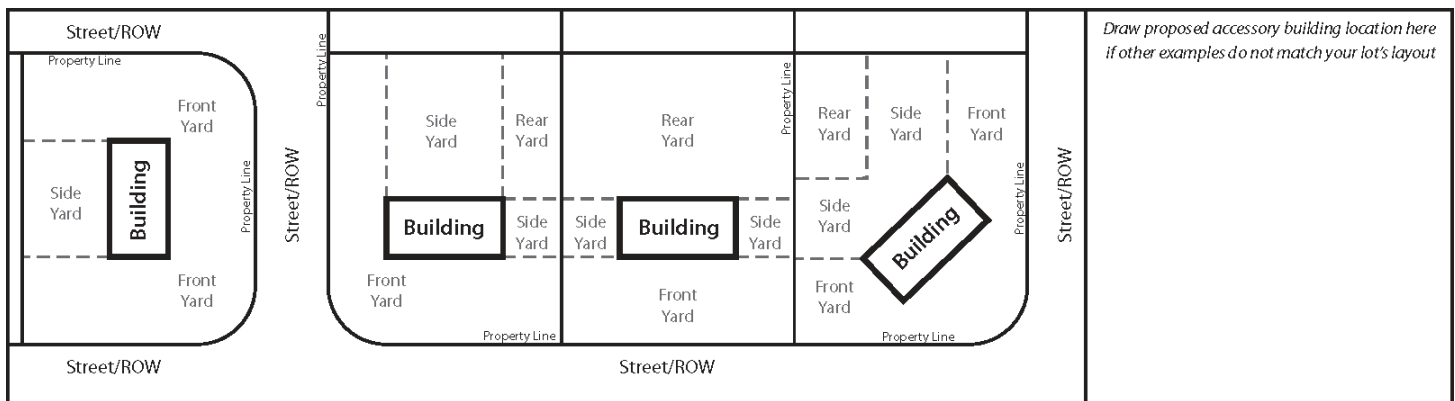 Street/ROW
Property Line
Front
Yard
Side
Yard
Building
Property Line
Front
Yard
Street/ROW
Street/ROW
Property Line
Side
Yard
Rear
Yard
Building
Side
Yard
Front
Yard
Property Line
Rear
Yard
Side
Yard
Building
Side
Yard
Front
Yard
Street/ROW
Property Line
Rear
Yard
Side
Yard
Front
Yard
Side
Yard
Building
Front
Yard
Property Line
Property Line
Street/ROW
Draw proposed accessory building location here
if other examples do not match your lot's layout